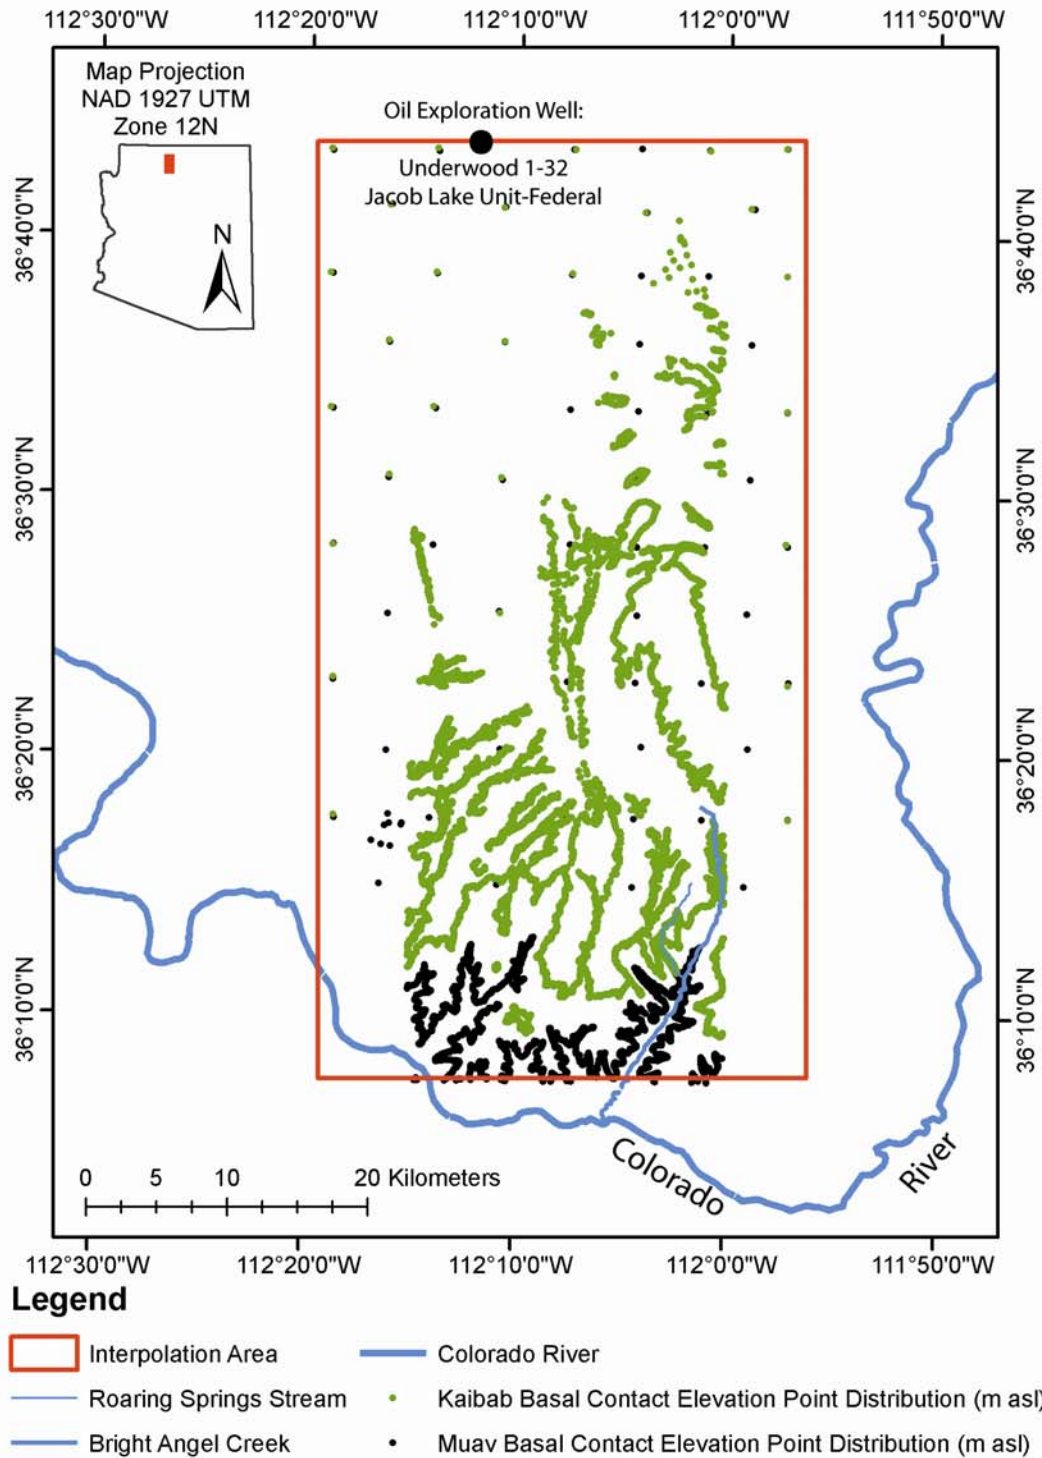 112°30'0"W 112°20'0"W 112°10'0"W 112°0'0"W 111°50'0"W
Map Projection
NAD 1927 UTM
Zone 12N
N
Oil Exploration Well:
Underwood 1-32
Jacob Lake Unit-Federal
36°40'0"N
36°30'0"N
36°20'0"N
36°10'0"N
36°40'0"N
36°30'0"N
36°20'0"N
36°10'0"N
Colorado
River
0 5 10 20 Kilometers
112°30'0"W 112°20'0"W 112°10'0"W 112°0'0"W 111°50'0"W
Legend
Interpolation Area
Colorado River
Roaring Springs Stream
Kaibab Basal Contact Elevation Point Distribution (m asl)
Bright Angel Creek
Muav Basal Contact Elevation Point Distribution (m asl)